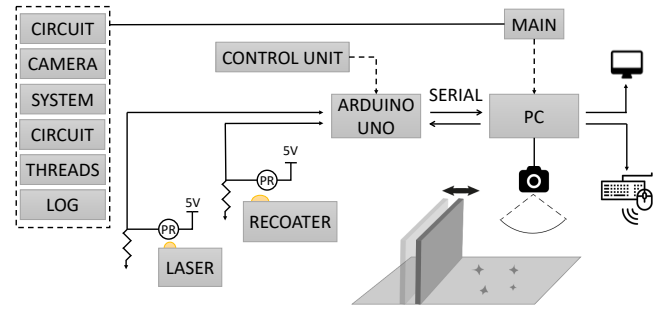 CIRCUIT
MAIN
CAMERA
CONTROL UNIT
SYSTEM
ARDUINO
UNO
SERIAL
PC
CIRCUIT
THREADS
5V
PR
LOG
5V
RECOATER
PR
LASER